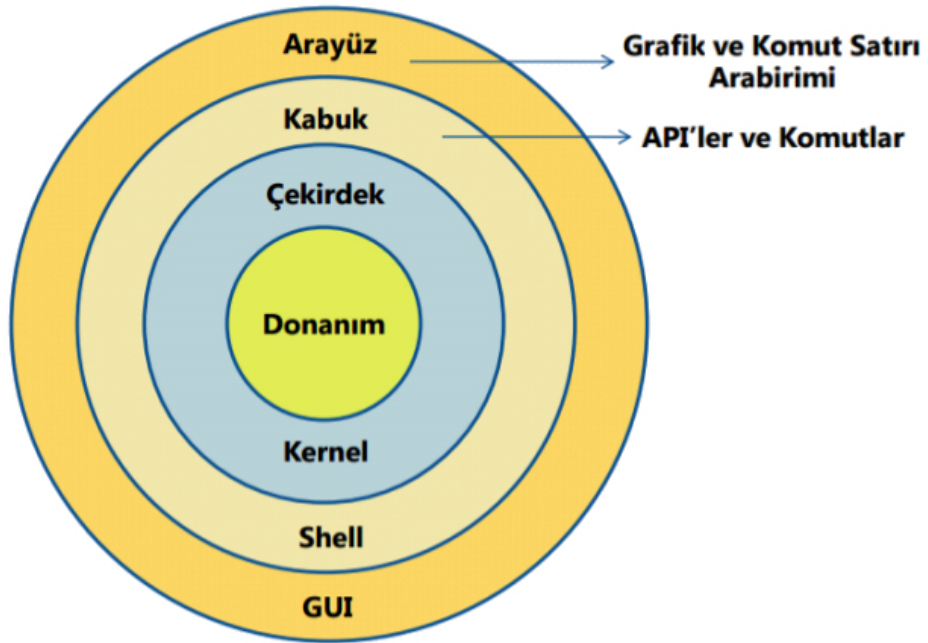 Arayüz
Grafik ve Komut Satırı
Arabirimi
Kabuk
API'ler ve Komutlar
Çekirdek
Donanım
Kernel
Shell
GUI